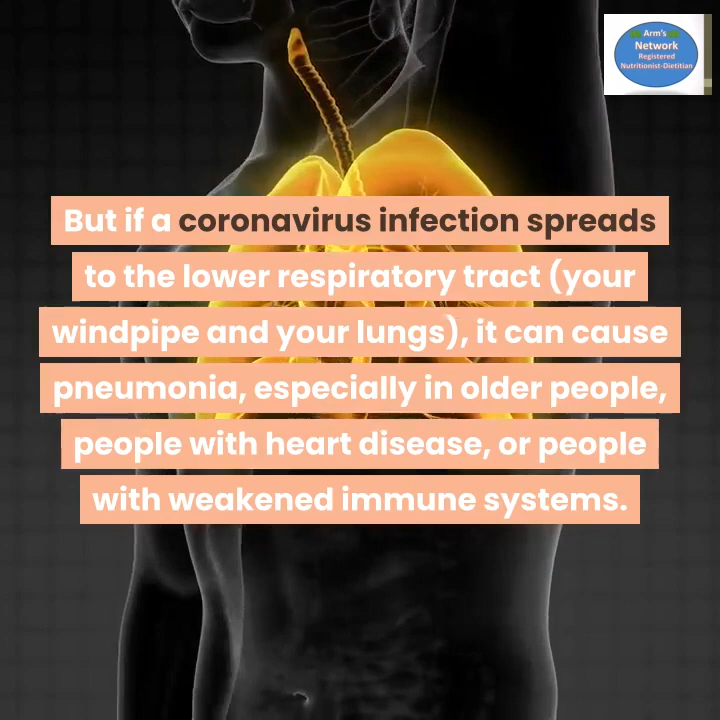 Arm's
Network
Registered
Nutritionist-Dietitian
But if a coronavirus infection spreads
to the lower respiratory tract (your
windpipe and your lungs), it can cause
pneumonia, especially in older people,
people with heart disease, or people
with weakened immune systems.